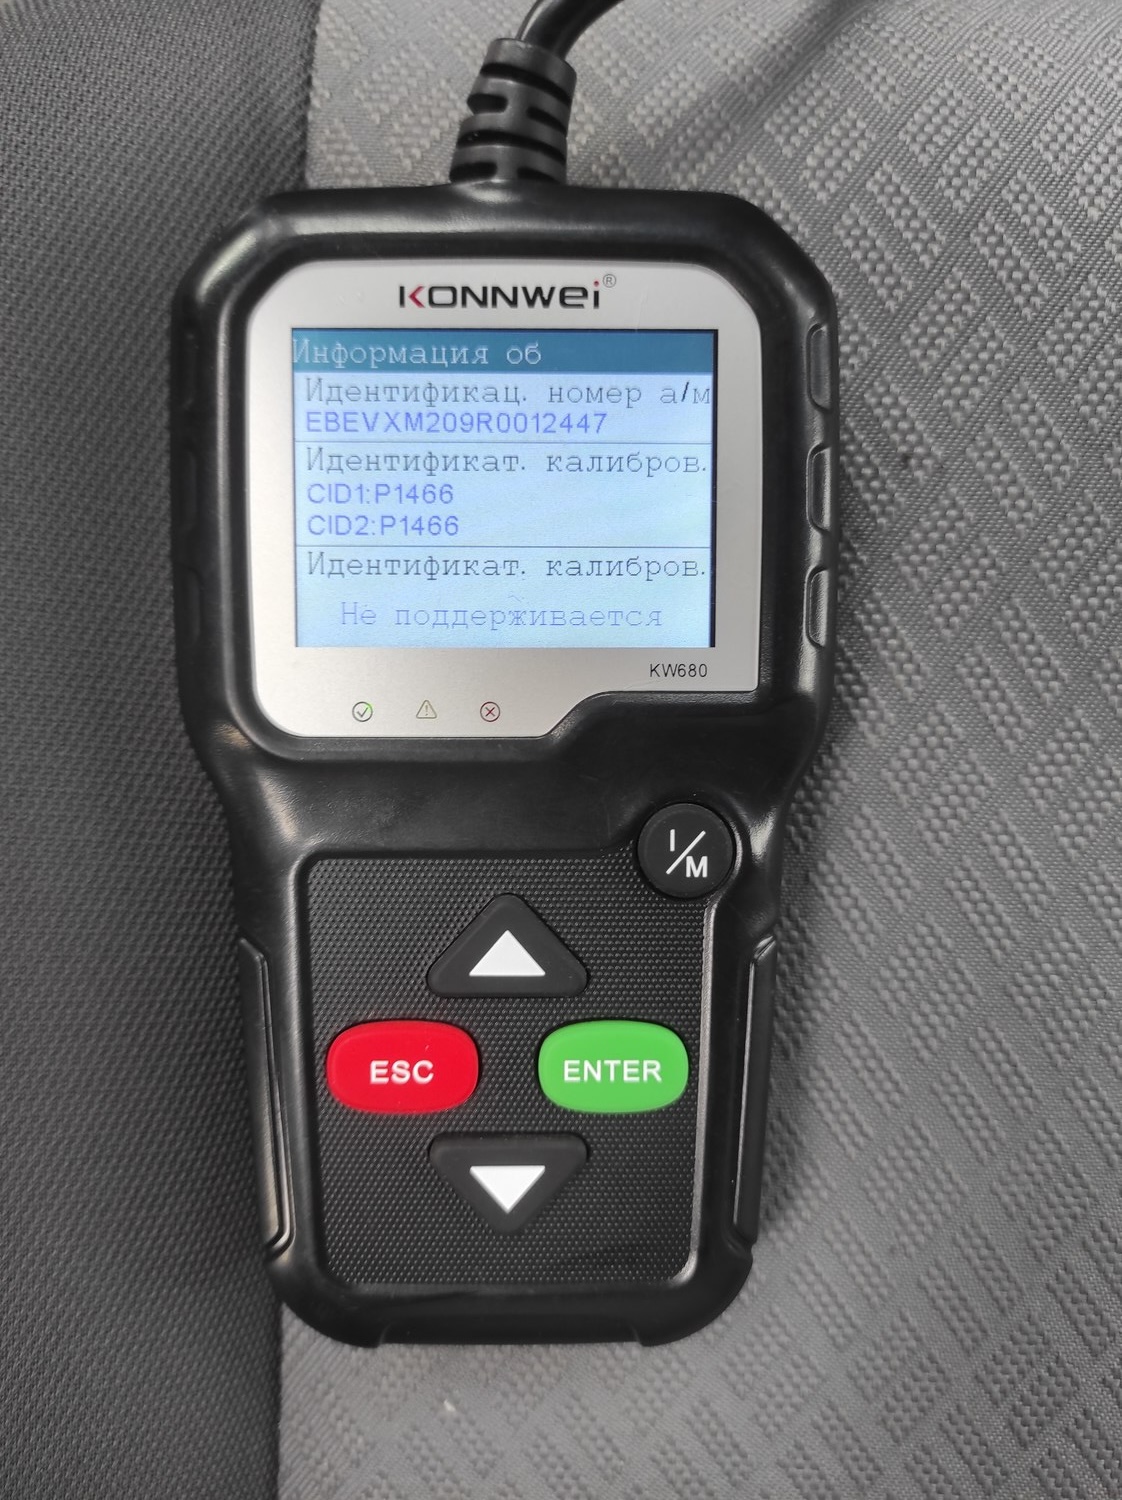 KONNWEI®
Информация об
Идентификац. номер а/м
EBEVXM209R0012447
Идентификат. калибров.
CID1:P1466
CID2:P1466
Идентификат. калибров.
Не поддерживается
KW680
I/M
ESC
ENTER